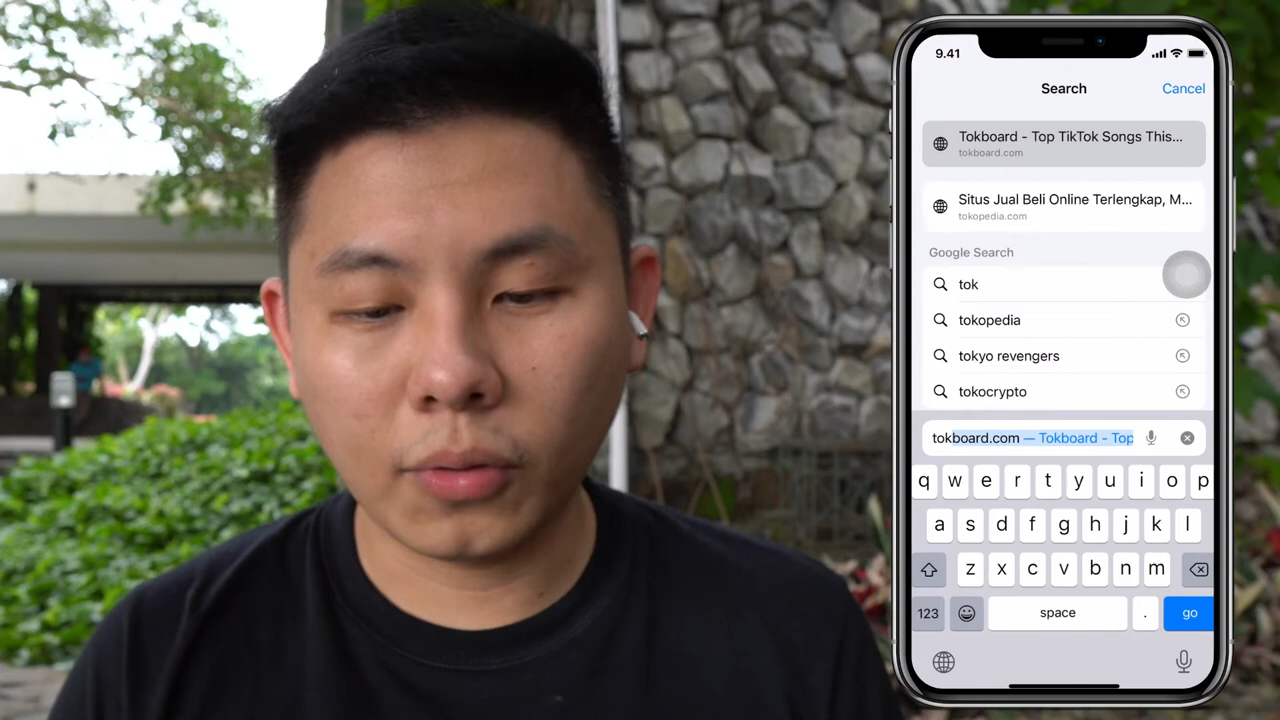 9.41
Search
Cancel
Tokboard - Top TikTok Songs This...
tokboard.com
Situs Jual Beli Online Terlengkap, M...
tokopedia.com
Google Search
tok
tokopedia
tokyo revengers
tokocrypto
tokboard.com — Tokboard - Top
q w e r t y u i o p
a s d f g h j k l
z x c v b n m
123 space . go